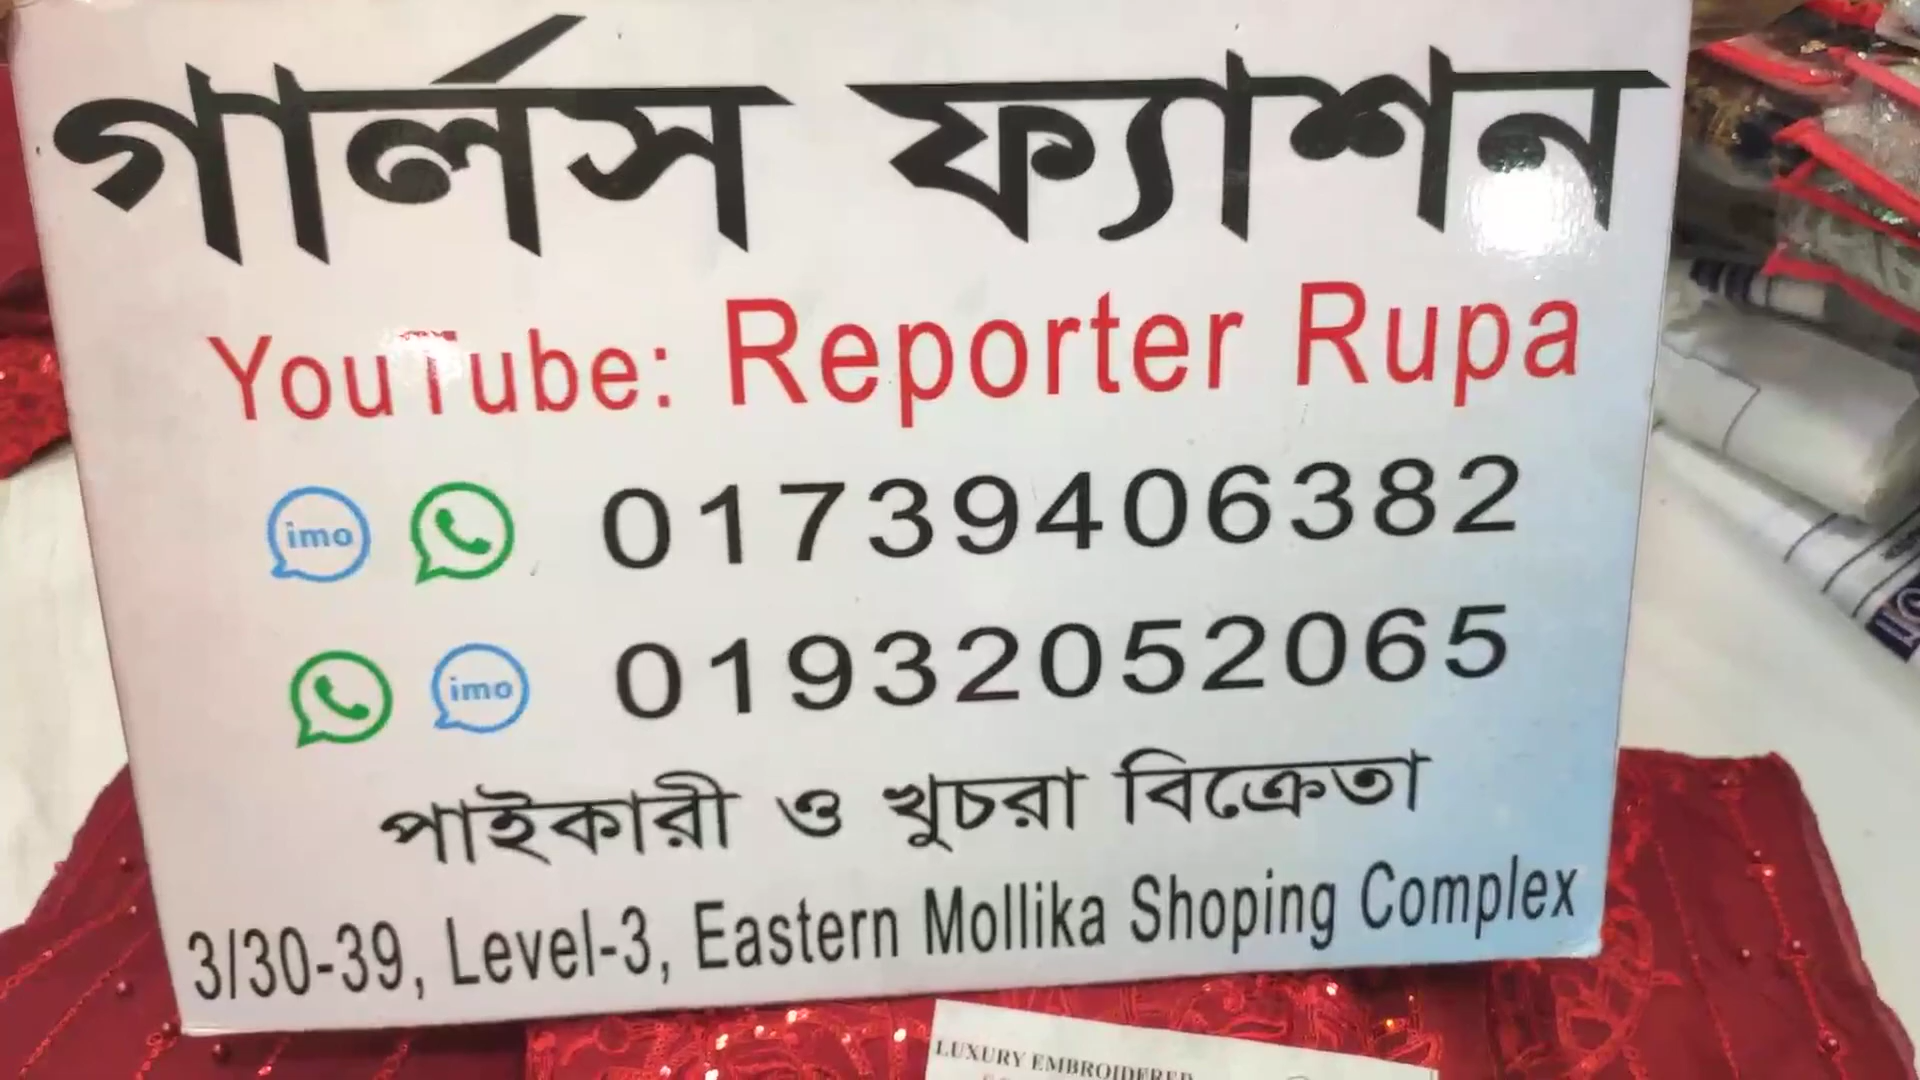 গার্লস ফ্যাশন
YouTube: Reporter Rupa
imo 01739406382
imo 01932052065
পাইকারী ও খুচরা বিক্রেতা
3/30-39, Level-3, Eastern Mollika Shoping Complex
LUXURY EMBROIDERED